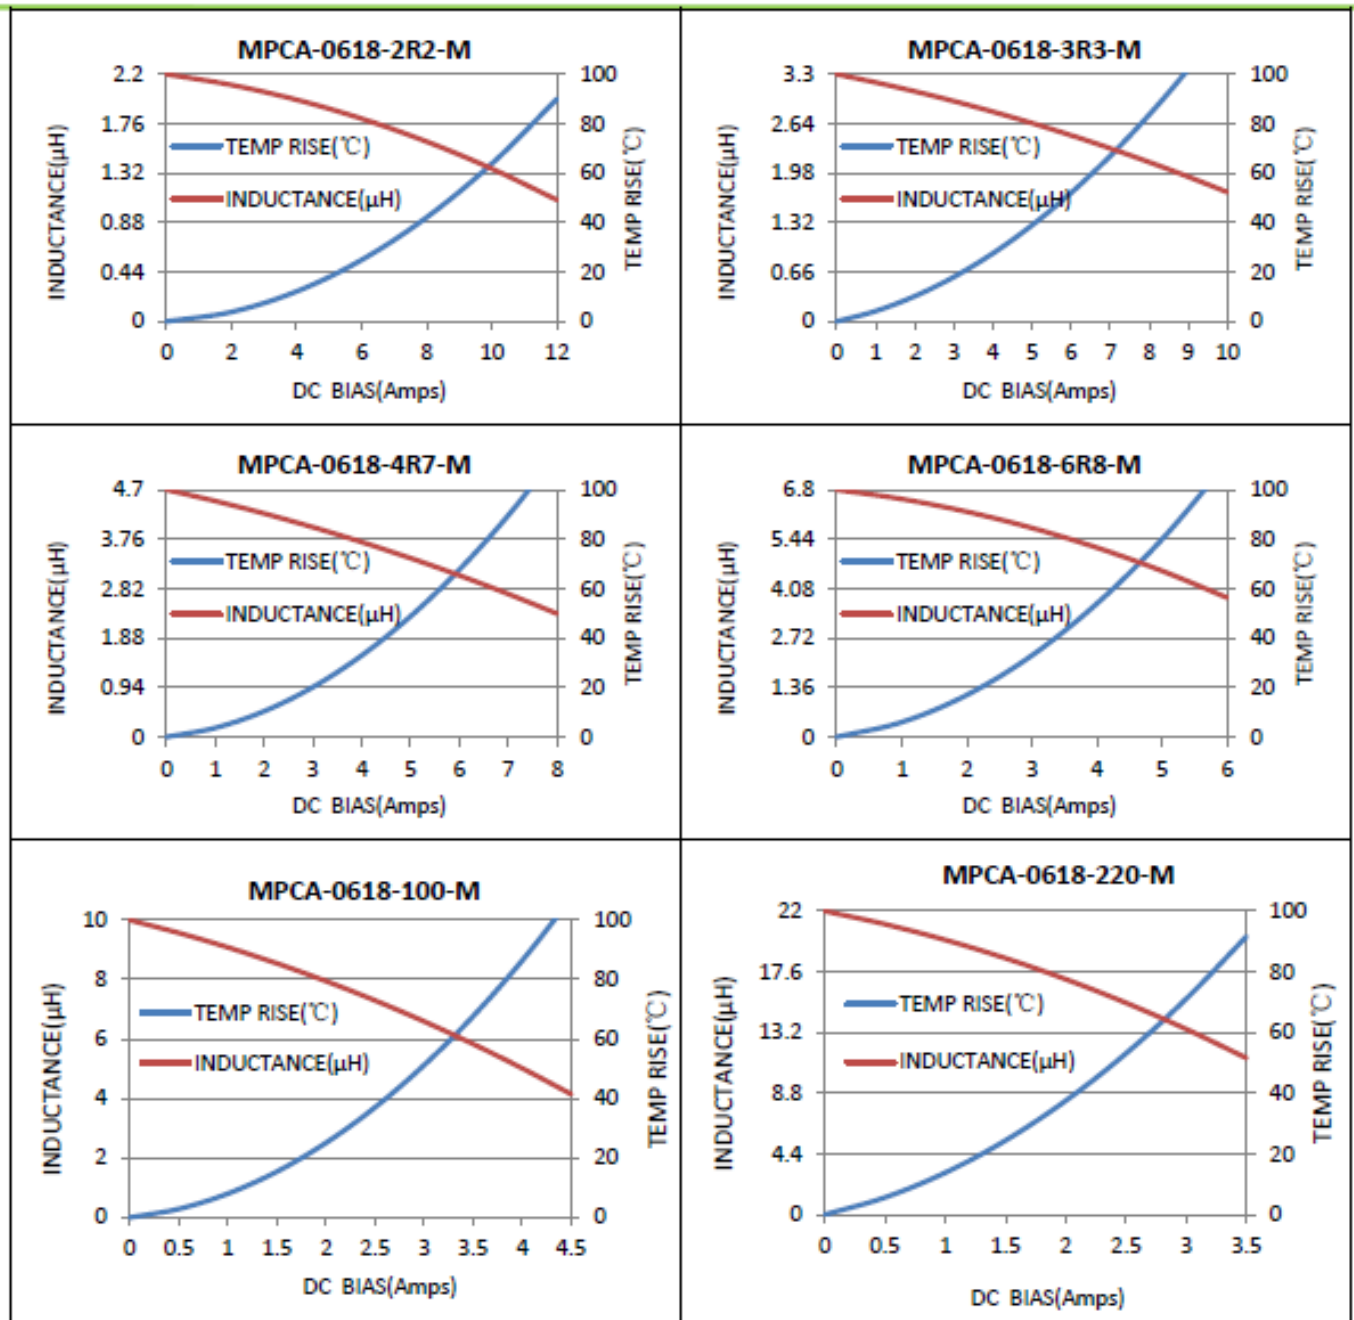 MPCA-0618-2R2-M
2.2
1.76
1.32
0.88
0.44
0
INDUCTANCE(μH)
TEMP RISE(℃)
INDUCTANCE(μH)
100
80
60
40
20
0
TEMP RISE(℃)
0 2 4 6 8 10 12
DC BIAS(Amps)
MPCA-0618-3R3-M
3.3
2.64
1.98
1.32
0.66
0
INDUCTANCE(μH)
TEMP RISE(℃)
INDUCTANCE(μH)
100
80
60
40
20
0
TEMP RISE(℃)
0 1 2 3 4 5 6 7 8 9 10
DC BIAS(Amps)
MPCA-0618-4R7-M
4.7
3.76
2.82
1.88
0.94
0
INDUCTANCE(μH)
TEMP RISE(℃)
INDUCTANCE(μH)
100
80
60
40
20
0
TEMP RISE(℃)
0 1 2 3 4 5 6 7 8
DC BIAS(Amps)
MPCA-0618-6R8-M
6.8
5.44
4.08
2.72
1.36
0
INDUCTANCE(μH)
TEMP RISE(℃)
INDUCTANCE(μH)
100
80
60
40
20
0
TEMP RISE(℃)
0 1 2 3 4 5 6
DC BIAS(Amps)
MPCA-0618-100-M
10
8
6
4
2
0
INDUCTANCE(μH)
TEMP RISE(℃)
INDUCTANCE(μH)
100
80
60
40
20
0
TEMP RISE(℃)
0 0.5 1 1.5 2 2.5 3 3.5 4 4.5
DC BIAS(Amps)
MPCA-0618-220-M
22
17.6
13.2
8.8
4.4
0
INDUCTANCE(μH)
TEMP RISE(℃)
INDUCTANCE(μH)
100
80
60
40
20
0
TEMP RISE(℃)
0 0.5 1 1.5 2 2.5 3 3.5
DC BIAS(Amps)